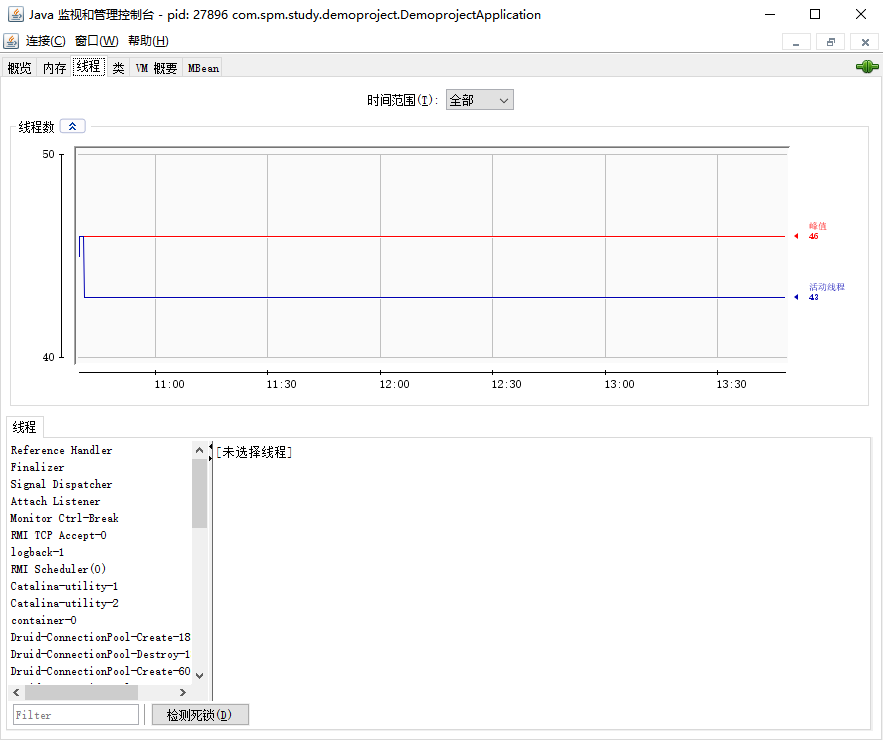 Java 监视和管理控制台 - pid: 27896 com.spm.study.demoproject.DemoprojectApplication
连接(C) 窗口(W) 帮助(H)
概览 内存 线程 类 VM 概要 MBean
时间范围(T): 全部
线程数
50
峰值
46
活动线程
43
40
11:00 11:30 12:00 12:30 13:00 13:30
线程
Reference Handler
[未选择线程]
Finalizer
Signal Dispatcher
Attach Listener
Monitor Ctrl-Break
RMI TCP Accept-0
logback-1
RMI Scheduler(0)
Catalina-utility-1
Catalina-utility-2
container-0
Druid-ConnectionPool-Create-18
Druid-ConnectionPool-Destroy-1
Druid-ConnectionPool-Create-60
Filter 检测死锁(D)